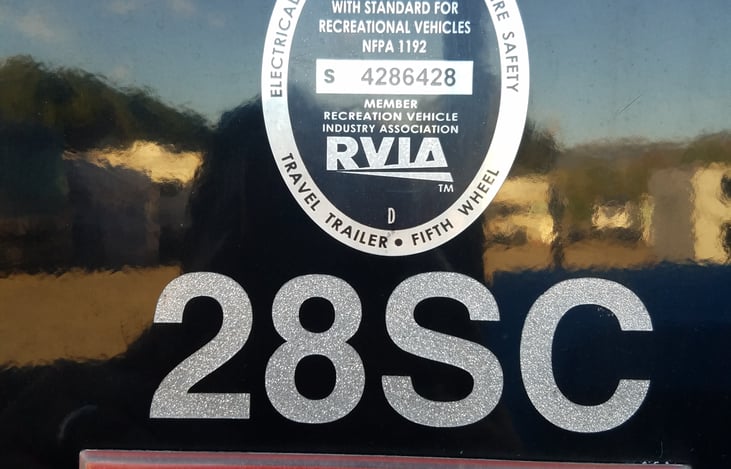 ELECTRICAL
WITH STANDARD FOR
RECREATIONAL VEHICLES
NFPA 1192
SAFETY
S 4286428
MEMBER
RECREATION VEHICLE
INDUSTRY ASSOCIATION
RVIA
TM
D
TRAVEL TRAILER • FIFTH WHEEL
28SC